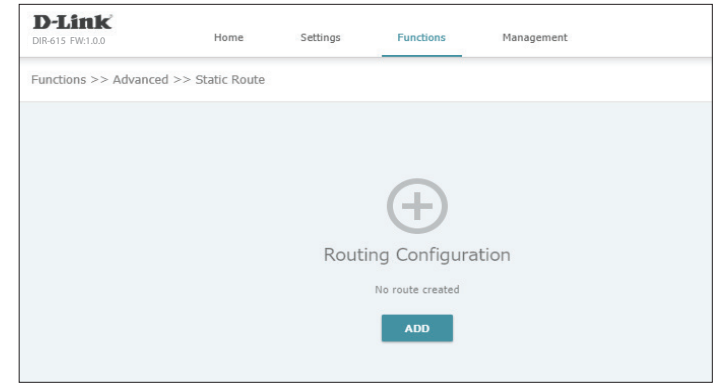 D-Link
DIR-615 FW:1.0.0
Home Settings Functions Management
Functions >> Advanced >> Static Route
Routing Configuration
No route created
ADD